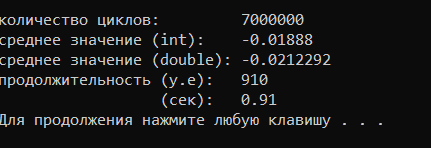 количество циклов: 7000000
среднее значение (int): -0.01888
среднее значение (double): -0.0212292
продолжительность (у.е): 910
(сек): 0.91
Для продолжения нажмите любую клавишу . . .